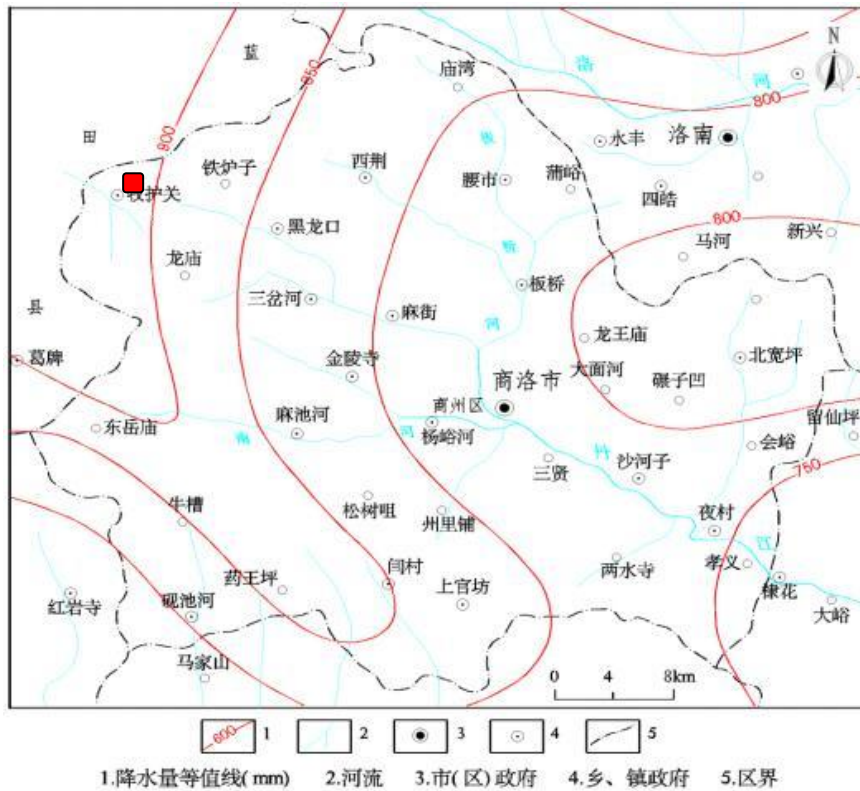 庙湾
洛
河
N
800
850
800
蓝
田
县
永丰
洛南
板
铁炉子
西荆
腰市
蒲峪
四皓
牧护关
800
新兴
黑龙口
马河
桥
龙庙
三岔河
麻街
板桥
河
龙王庙
北宽坪
葛牌
金陵寺
商洛市
大面河
碾子凹
商州区
留仙坪
东岳庙
麻池河
南
河
杨峪河
丹
会峪
三贤
沙河子
750
牛槽
松树咀
州里铺
夜村
江
闫村
两水寺
孝义
药王坪
上官坊
棣花
大峪
红岩寺
砚池河
马家山
0 4 8km
600 1 2 3 4 5
1.降水量等值线(mm) 2.河流 3.市(区)政府 4.乡、镇政府 5.区界